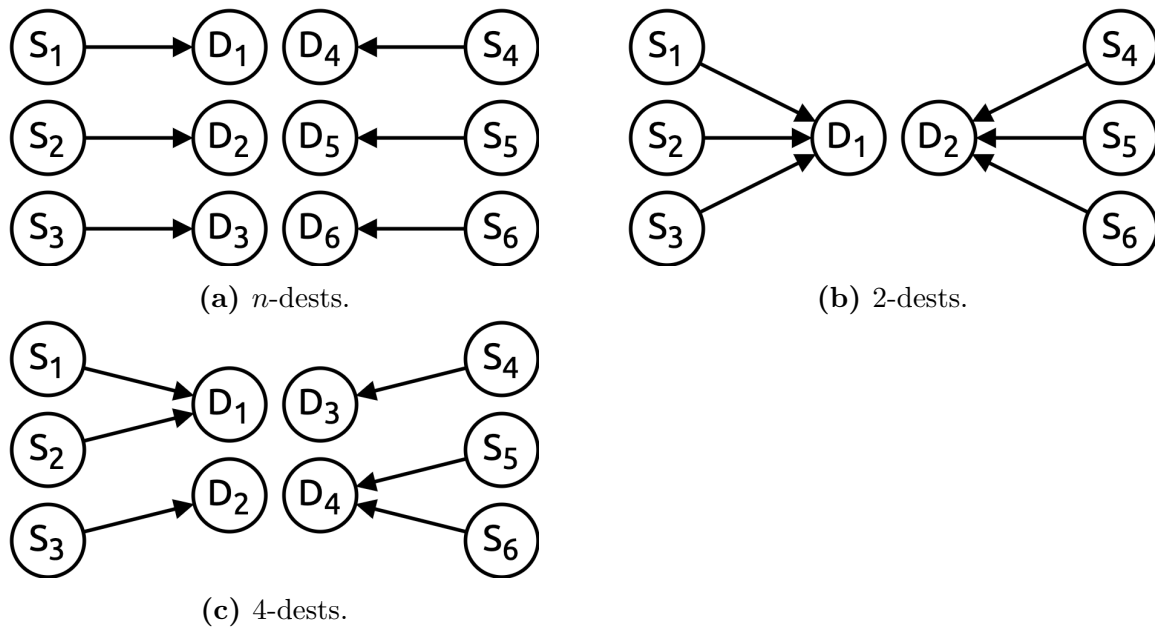 S1 D1 D4 S4
S2 D2 D5 S5
S3 D3 D6 S6
(a) n-dests.
S1 S4
S2 D1 D2 S5
S3 S6
(b) 2-dests.
S1 S4
D1 D3
S2 S5
D2 D4
S3 S6
(c) 4-dests.